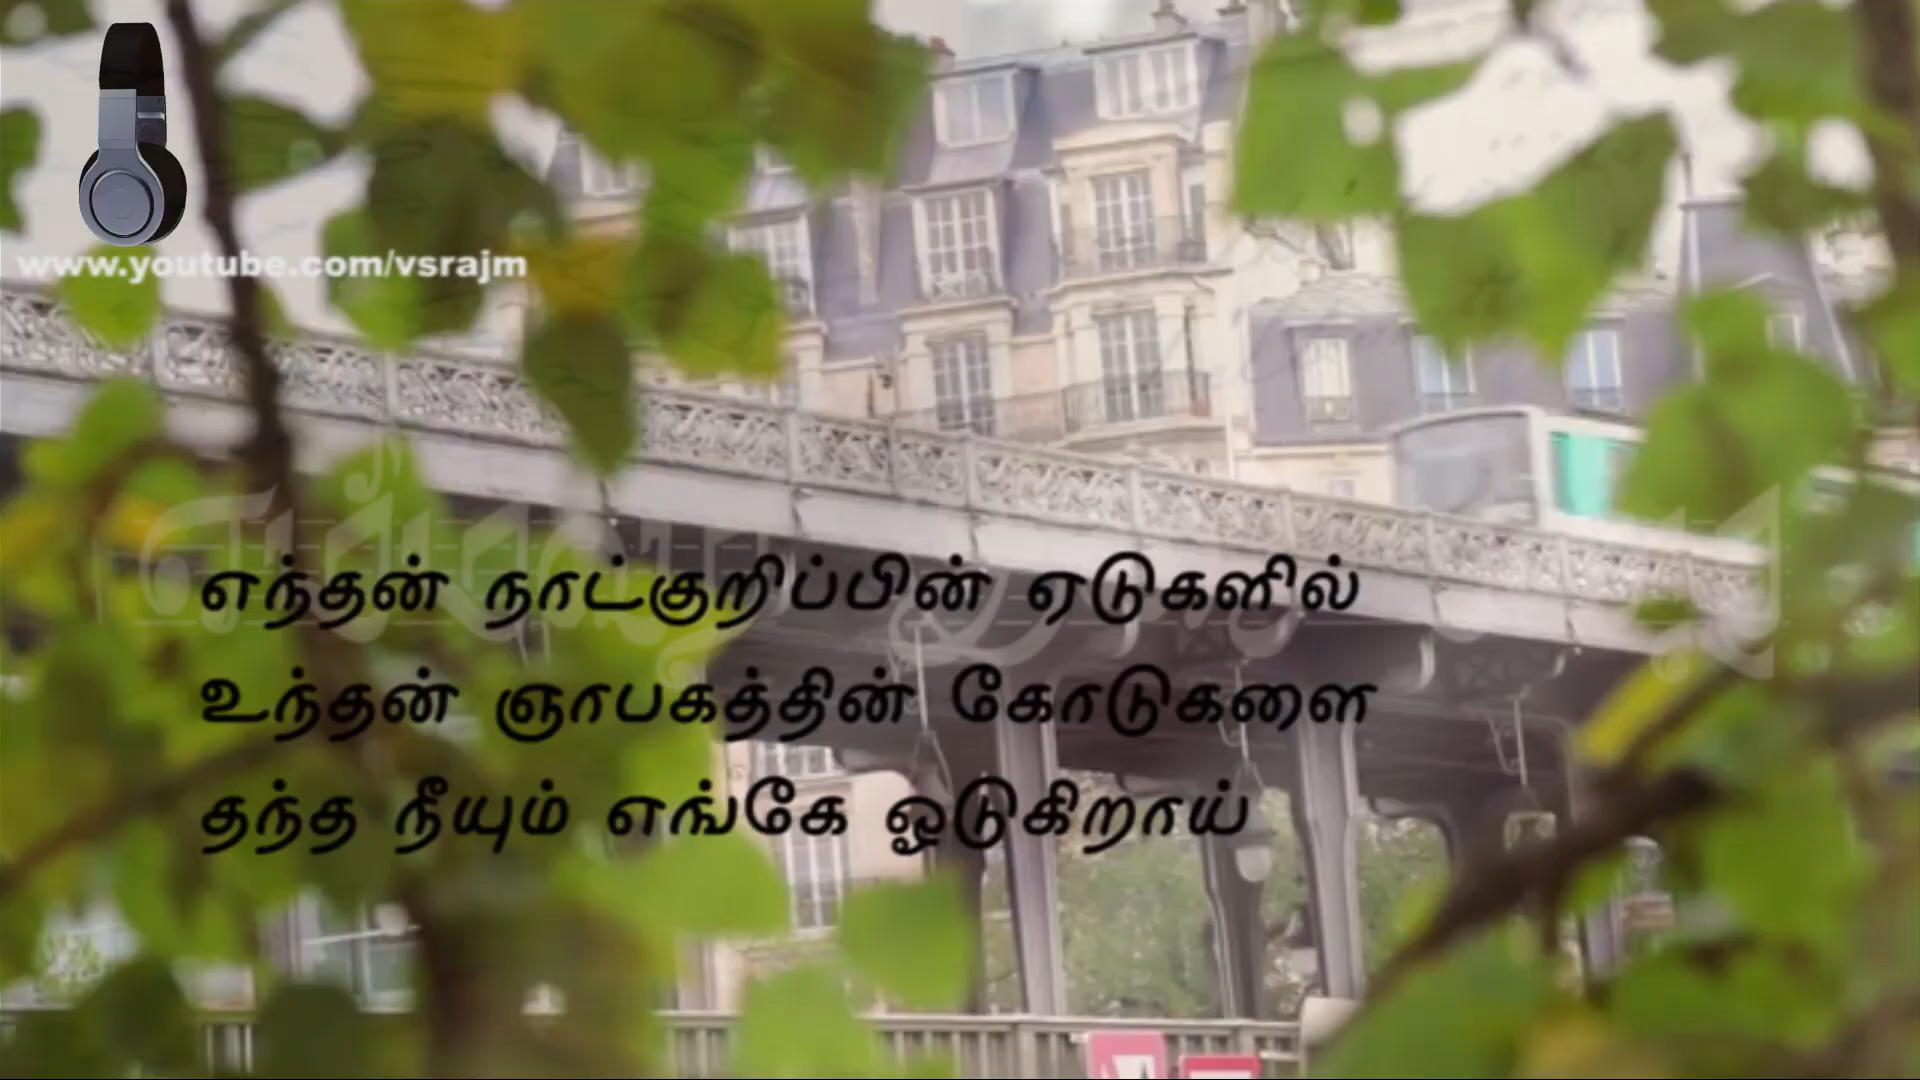 www.youtube.com/vsrajm
எந்தன் நாட்குறிப்பின் ஏடுகளில்
உந்தன் ஞாபகத்தின் கோடுகளை
தந்த நீயும் எங்கே ஓடுகிறாய்